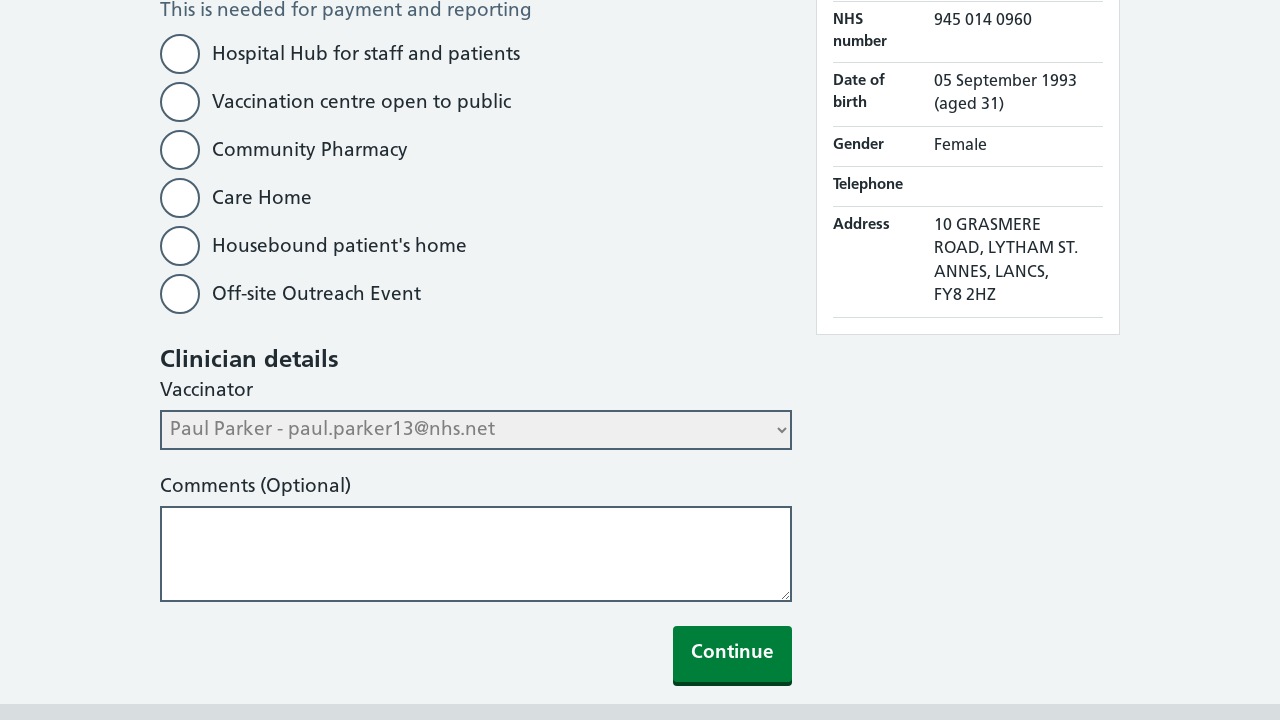 This is needed for payment and reporting
Hospital Hub for staff and patients
Vaccination centre open to public
Community Pharmacy
Care Home
Housebound patient's home
Off-site Outreach Event
Clinician details
Vaccinator
Paul Parker - paul.parker13@nhs.net
Comments (Optional)
Continue
NHS number 945 014 0960
Date of birth 05 September 1993 (aged 31)
Gender Female
Telephone
Address 10 GRASMERE
ROAD, LYTHAM ST.
ANNES, LANCS,
FY8 2HZ